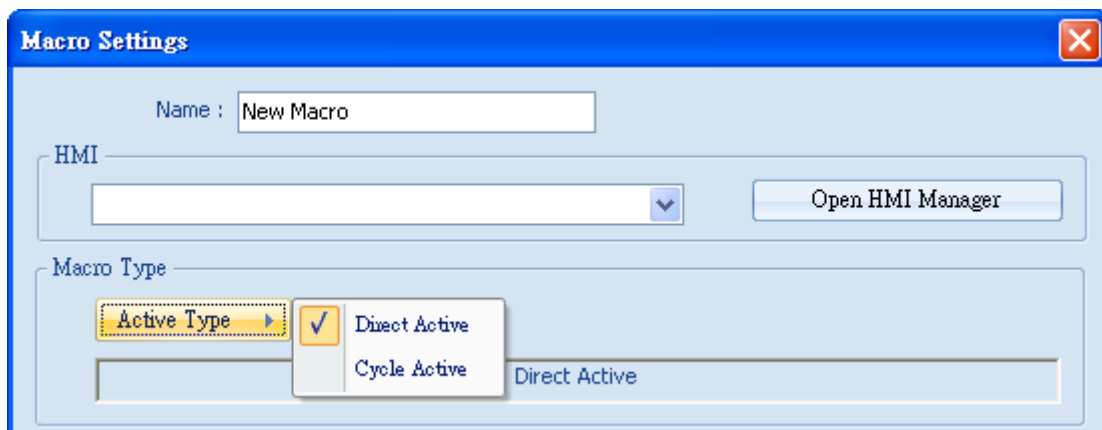 Macro Settings
Name :
New Macro
HMI
Open HMI Manager
Macro Type
Active Type
Direct Active
Cycle Active
Direct Active